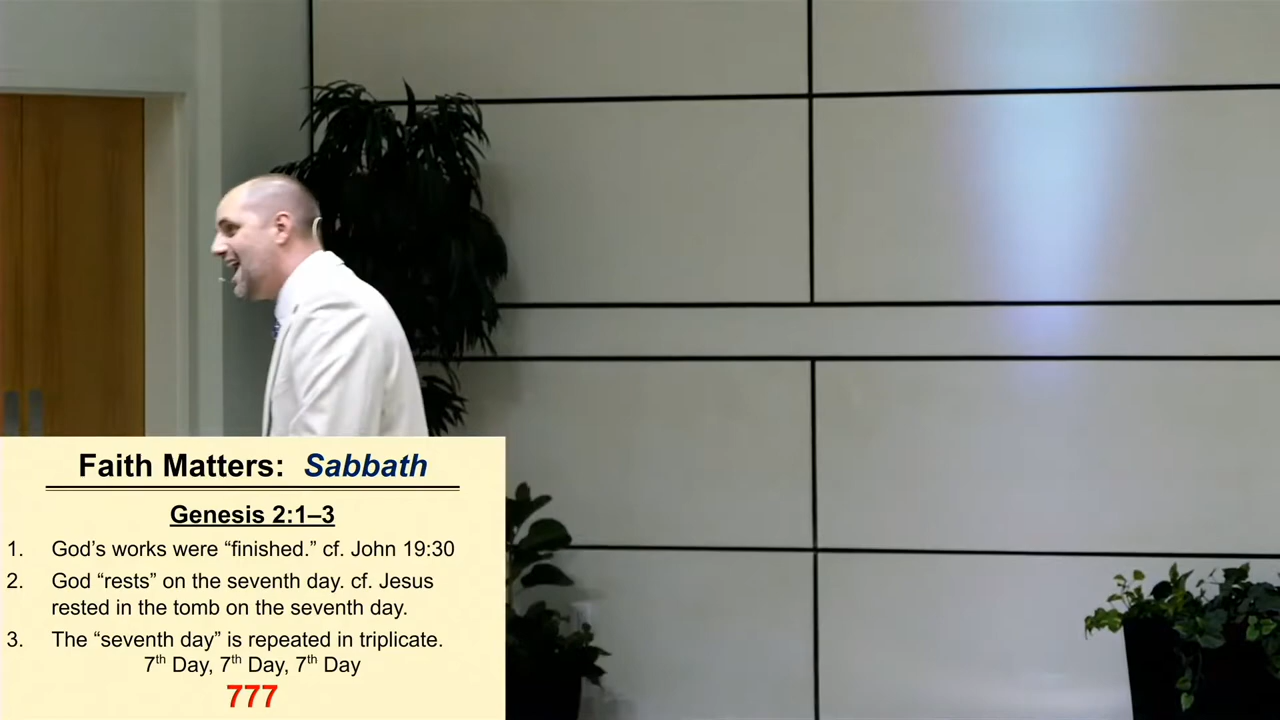 Faith Matters: Sabbath
Genesis 2:1–3
1. God’s works were “finished.” cf. John 19:30
2. God “rests” on the seventh day. cf. Jesus
rested in the tomb on the seventh day.
3. The “seventh day” is repeated in triplicate.
7th Day, 7th Day, 7th Day
777